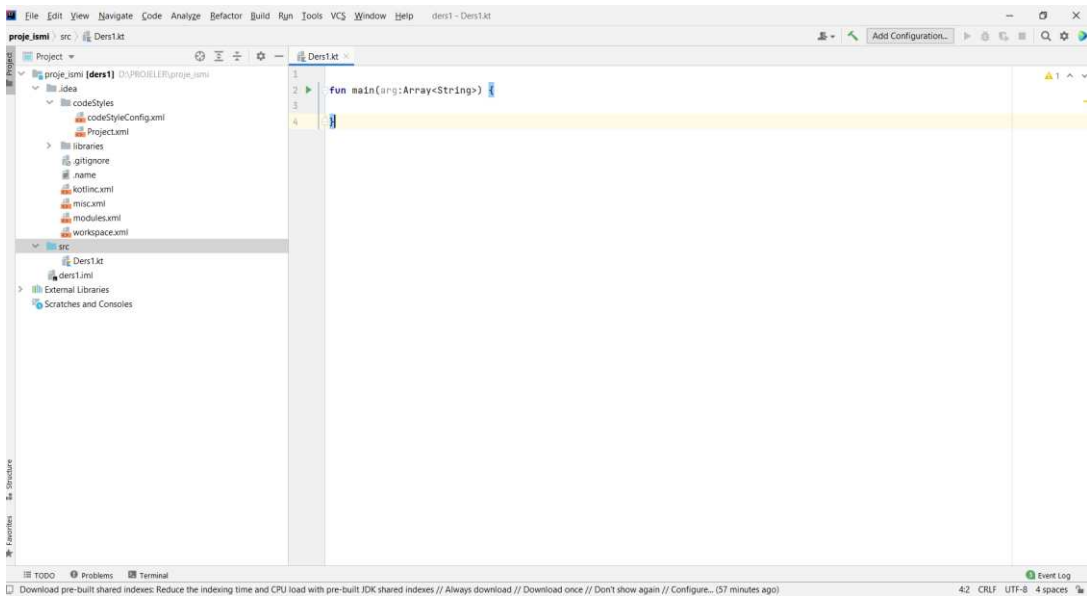 File Edit View Navigate Code Analyze Refactor Build Run Tools VCS Window Help ders1 - Ders1.kt
proje_ismi src Ders1.kt Add Configuration...
Project Project Ders1.kt
proje_ismi [ders1] D:\PROJELER\proje_ismi
.idea
codeStyles
codeStyleConfig.xml
Project.xml
libraries
.gitignore
.name
kotlinc.xml
misc.xml
modules.xml
workspace.xml
src
Ders1.kt
ders1.iml
External Libraries
Scratches and Consoles
1
2 fun main(arg:Array<String>) {
3
4 }
1
Structure
Favorites
TODO Problems Terminal 1 Event Log
Download pre-built shared indexes: Reduce the indexing time and CPU load with pre-built JDK shared indexes // Always download // Download once // Don't show again // Configure... (57 minutes ago) 4:2 CRLF UTF-8 4 spaces